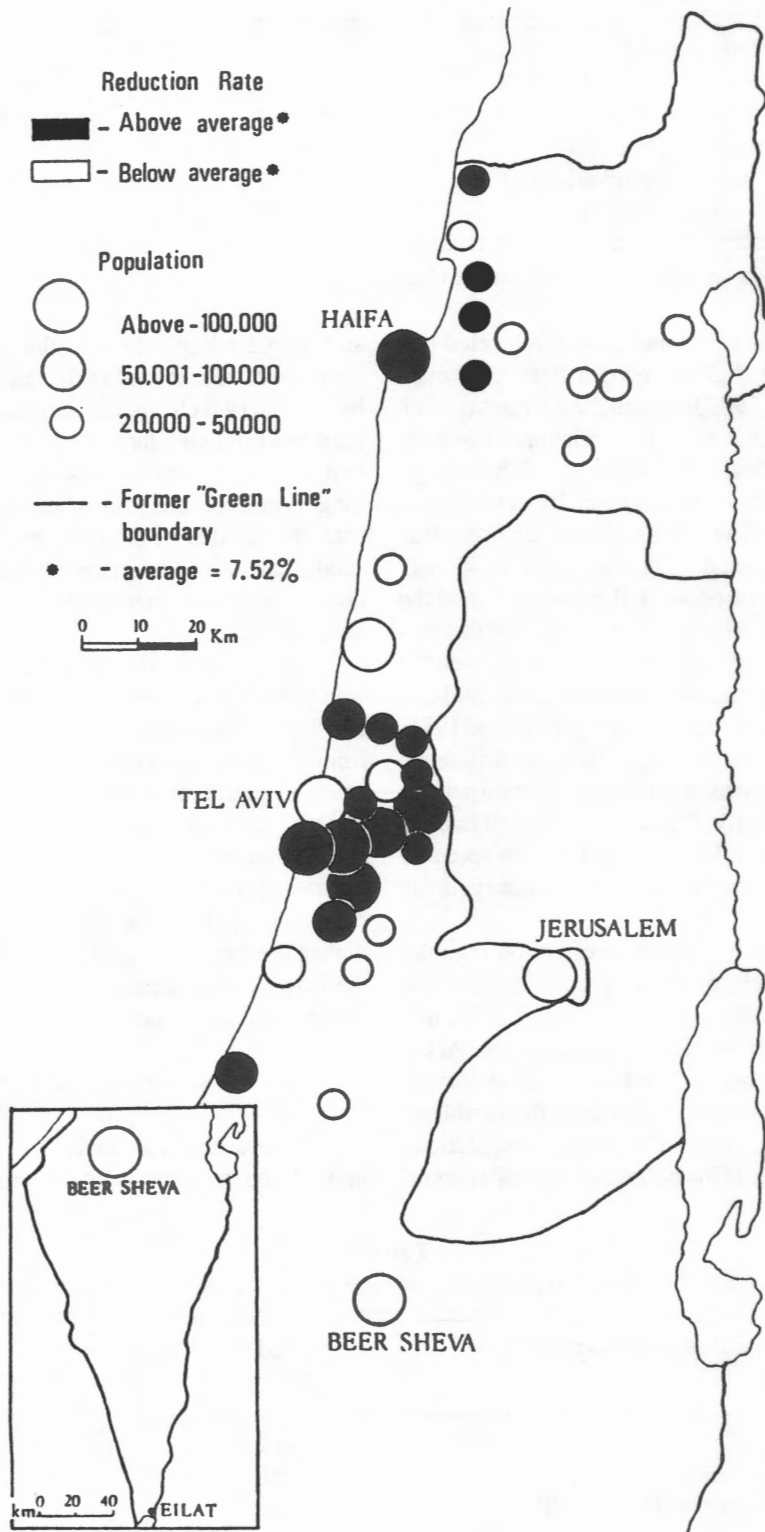 Reduction Rate
- Above average*
- Below average*
Population
Above - 100,000
50,001 - 100,000
20,000 - 50,000
- Former "Green Line"
boundary
* - average = 7.52%
0 10 20 Km
HAIFA
TEL AVIV
JERUSALEM
BEER SHEVA
BEER SHEVA
km 0 20 40
EILAT